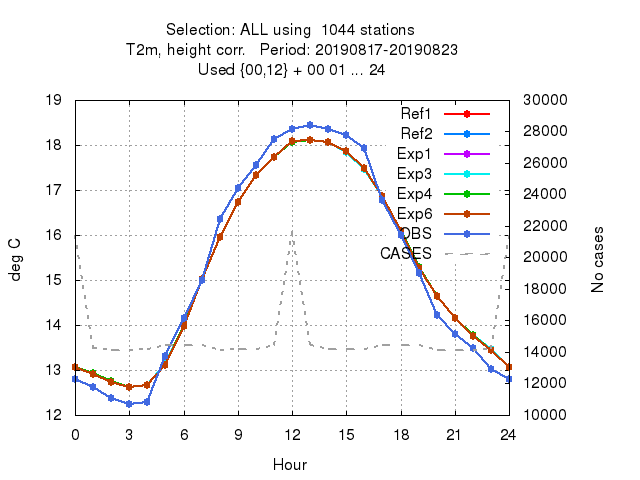 Selection: ALL using  1044 stations
T2m, height corr.   Period: 20190817-20190823
Used {00,12} + 00 01 ... 24
19
18
17
16
15
14
13
12
deg C
30000
28000
26000
24000
22000
20000
18000
16000
14000
12000
10000
No cases
Ref1
Ref2
Exp1
Exp3
Exp4
Exp6
OBS
CASES
0 3 6 9 12 15 18 21 24
Hour